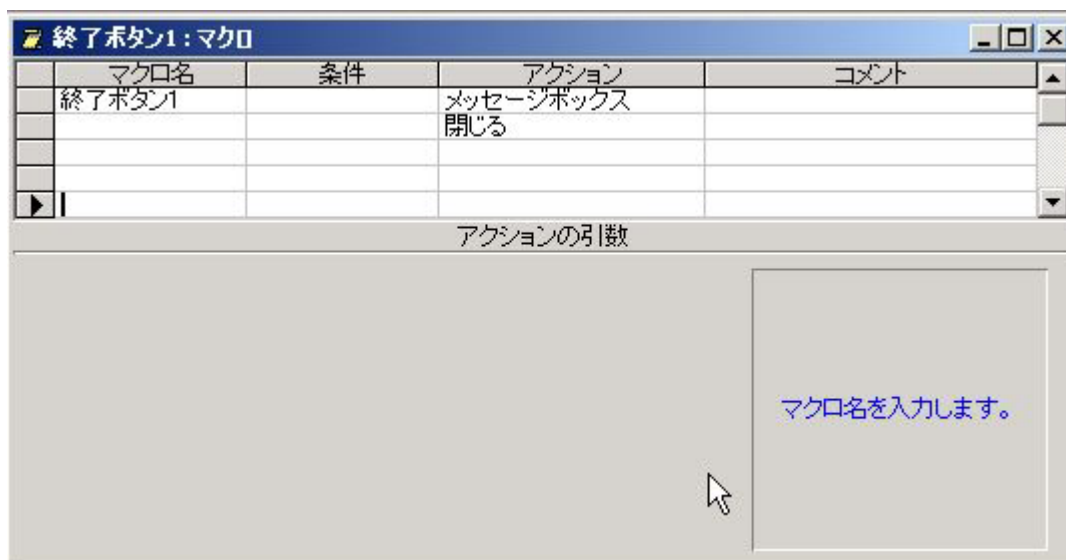 終了ボタン1:マクロ
マクロ名 条件 アクション コメント
終了ボタン1 メッセージボックス
閉じる
アクションの引数
マクロ名を入力します。